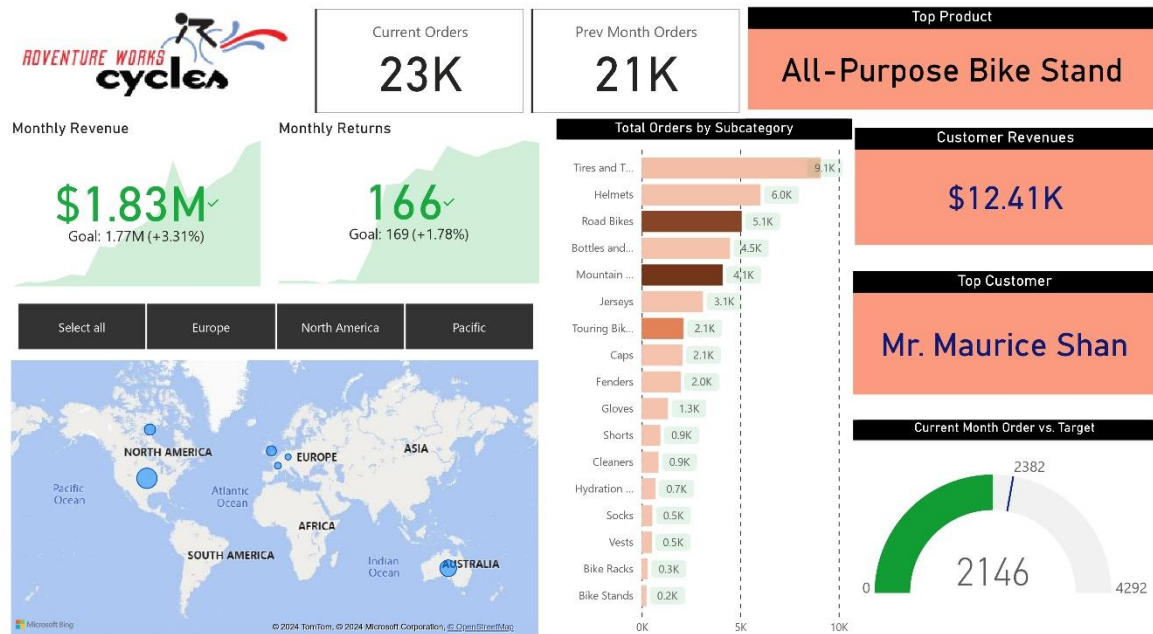 ADVENTURE WORKS
cycles
Current Orders
23K
Prev Month Orders
21K
Top Product
All-Purpose Bike Stand
Monthly Revenue
$1.83M
Goal: 1.77M (+3.31%)
Monthly Returns
166
Goal: 169 (+1.78%)
Select all
Europe
North America
Pacific
NORTH AMERICA
EUROPE
ASIA
Pacific
Ocean
Atlantic
Ocean
AFRICA
SOUTH AMERICA
Indian
Ocean
AUSTRALIA
Microsoft Bing
© 2024 TomTom, © 2024 Microsoft Corporation, © OpenStreetMap
Total Orders by Subcategory
Tires and T... 9.1K
Helmets 6.0K
Road Bikes 5.1K
Bottles and... 4.5K
Mountain ... 4.1K
Jerseys 3.1K
Touring Bik... 2.1K
Caps 2.1K
Fenders 2.0K
Gloves 1.3K
Shorts 0.9K
Cleaners 0.9K
Hydration ... 0.7K
Socks 0.5K
Vests 0.5K
Bike Racks 0.3K
Bike Stands 0.2K
0K 5K 10K
Customer Revenues
$12.41K
Top Customer
Mr. Maurice Shan
Current Month Order vs. Target
2382
2146
0 4292